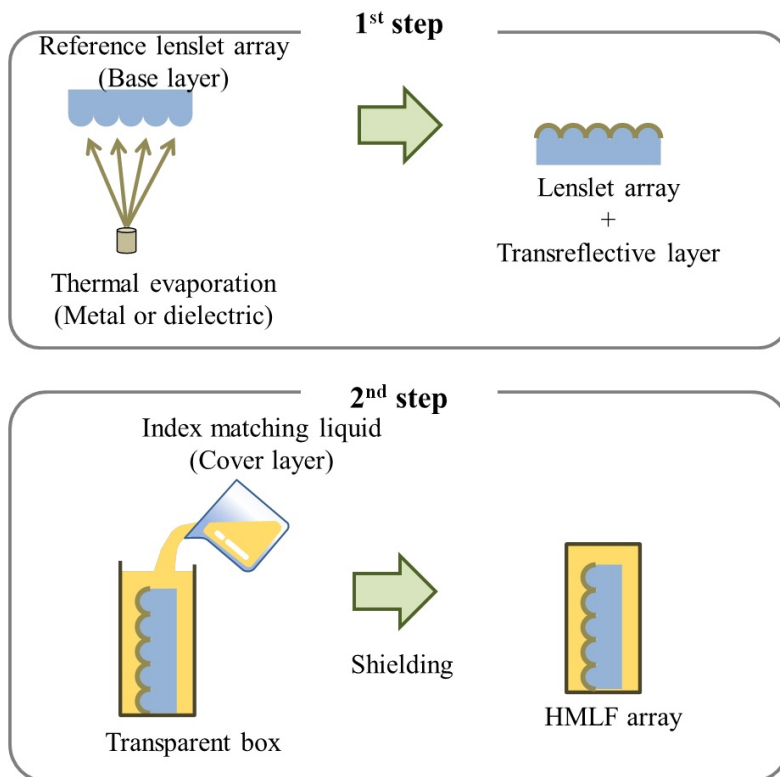 1st step
Reference lenslet array
(Base layer)
Lenslet array
+
Transreflective layer
Thermal evaporation
(Metal or dielectric)
2nd step
Index matching liquid
(Cover layer)
Shielding
Transparent box
HMLF array